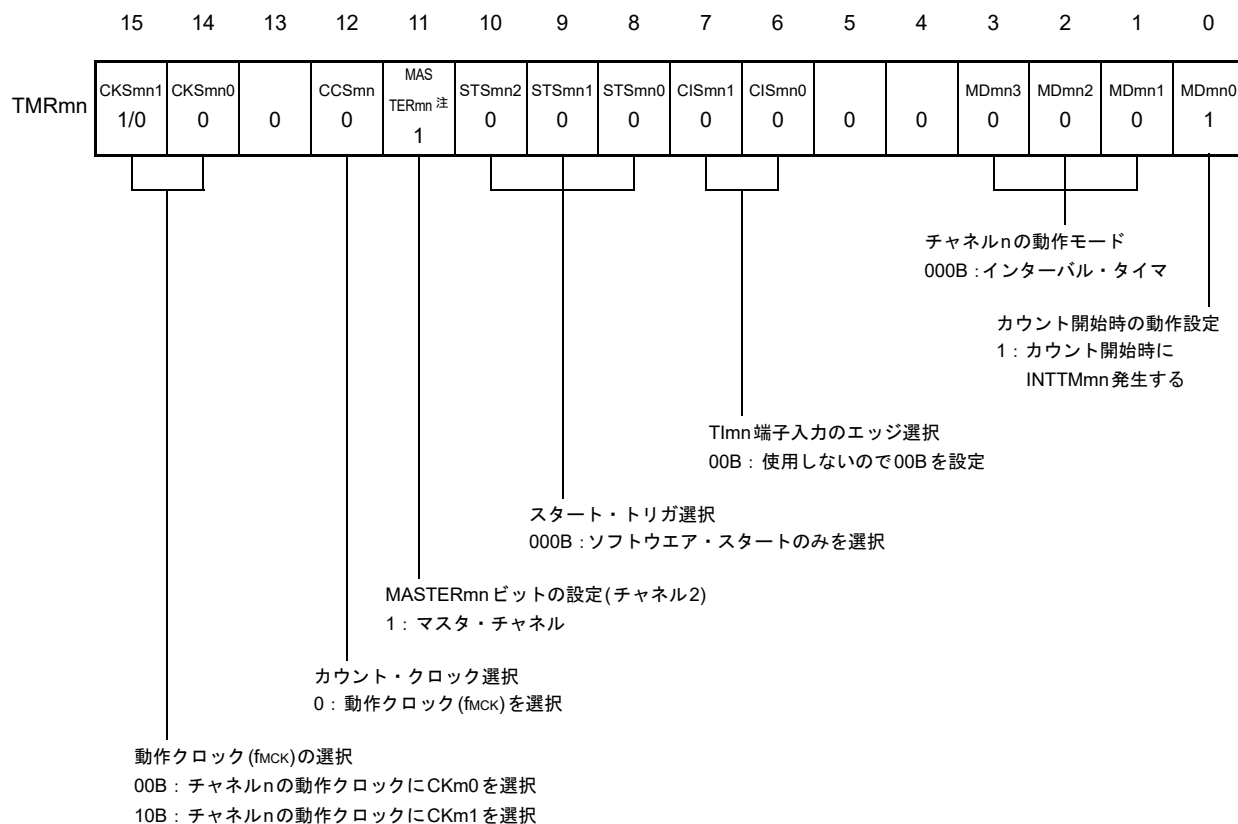 15 14 13 12 11 10 9 8 7 6 5 4 3 2 1 0
TMRmn
CKSmn1 CKSmn0 CCSmn MAS TERmn 注 STSmn2 STSmn1 STSmn0 CISmn1 CISmn0 MDmn3 MDmn2 MDmn1 MDmn0
1/0 0 0 0 1 0 0 0 0 0 0 0 0 0 0 1
チャネルnの動作モード
000B：インターバル・タイマ
カウント開始時の動作設定
1：カウント開始時に
INTTMmn発生する
TImn端子入力のエッジ選択
00B：使用しないので00Bを設定
スタート・トリガ選択
000B：ソフトウエア・スタートのみを選択
MASTERmnビットの設定(チャネル2)
1：マスタ・チャネル
カウント・クロック選択
0：動作クロック(fMCK)を選択
動作クロック(fMCK)の選択
00B：チャネルnの動作クロックにCKm0を選択
10B：チャネルnの動作クロックにCKm1を選択